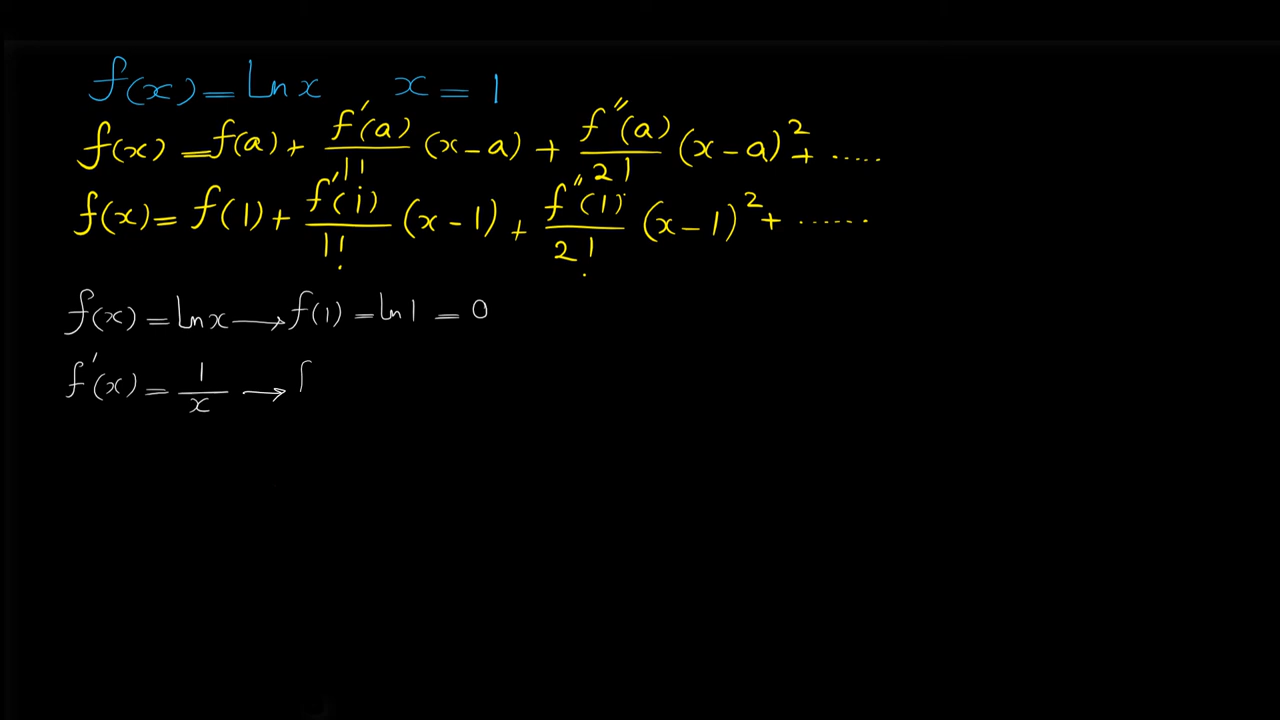 f(x) = ln x x = 1
f(x) = f(a) + f'(a)/1! (x-a) + f''(a)/2! (x-a)² + .....
f(x) = f(1) + f'(1)/1! (x-1) + f''(1)/2! (x-1)² + ......
f(x) = ln x → f(1) = ln 1 = 0
f'(x) = 1/x →